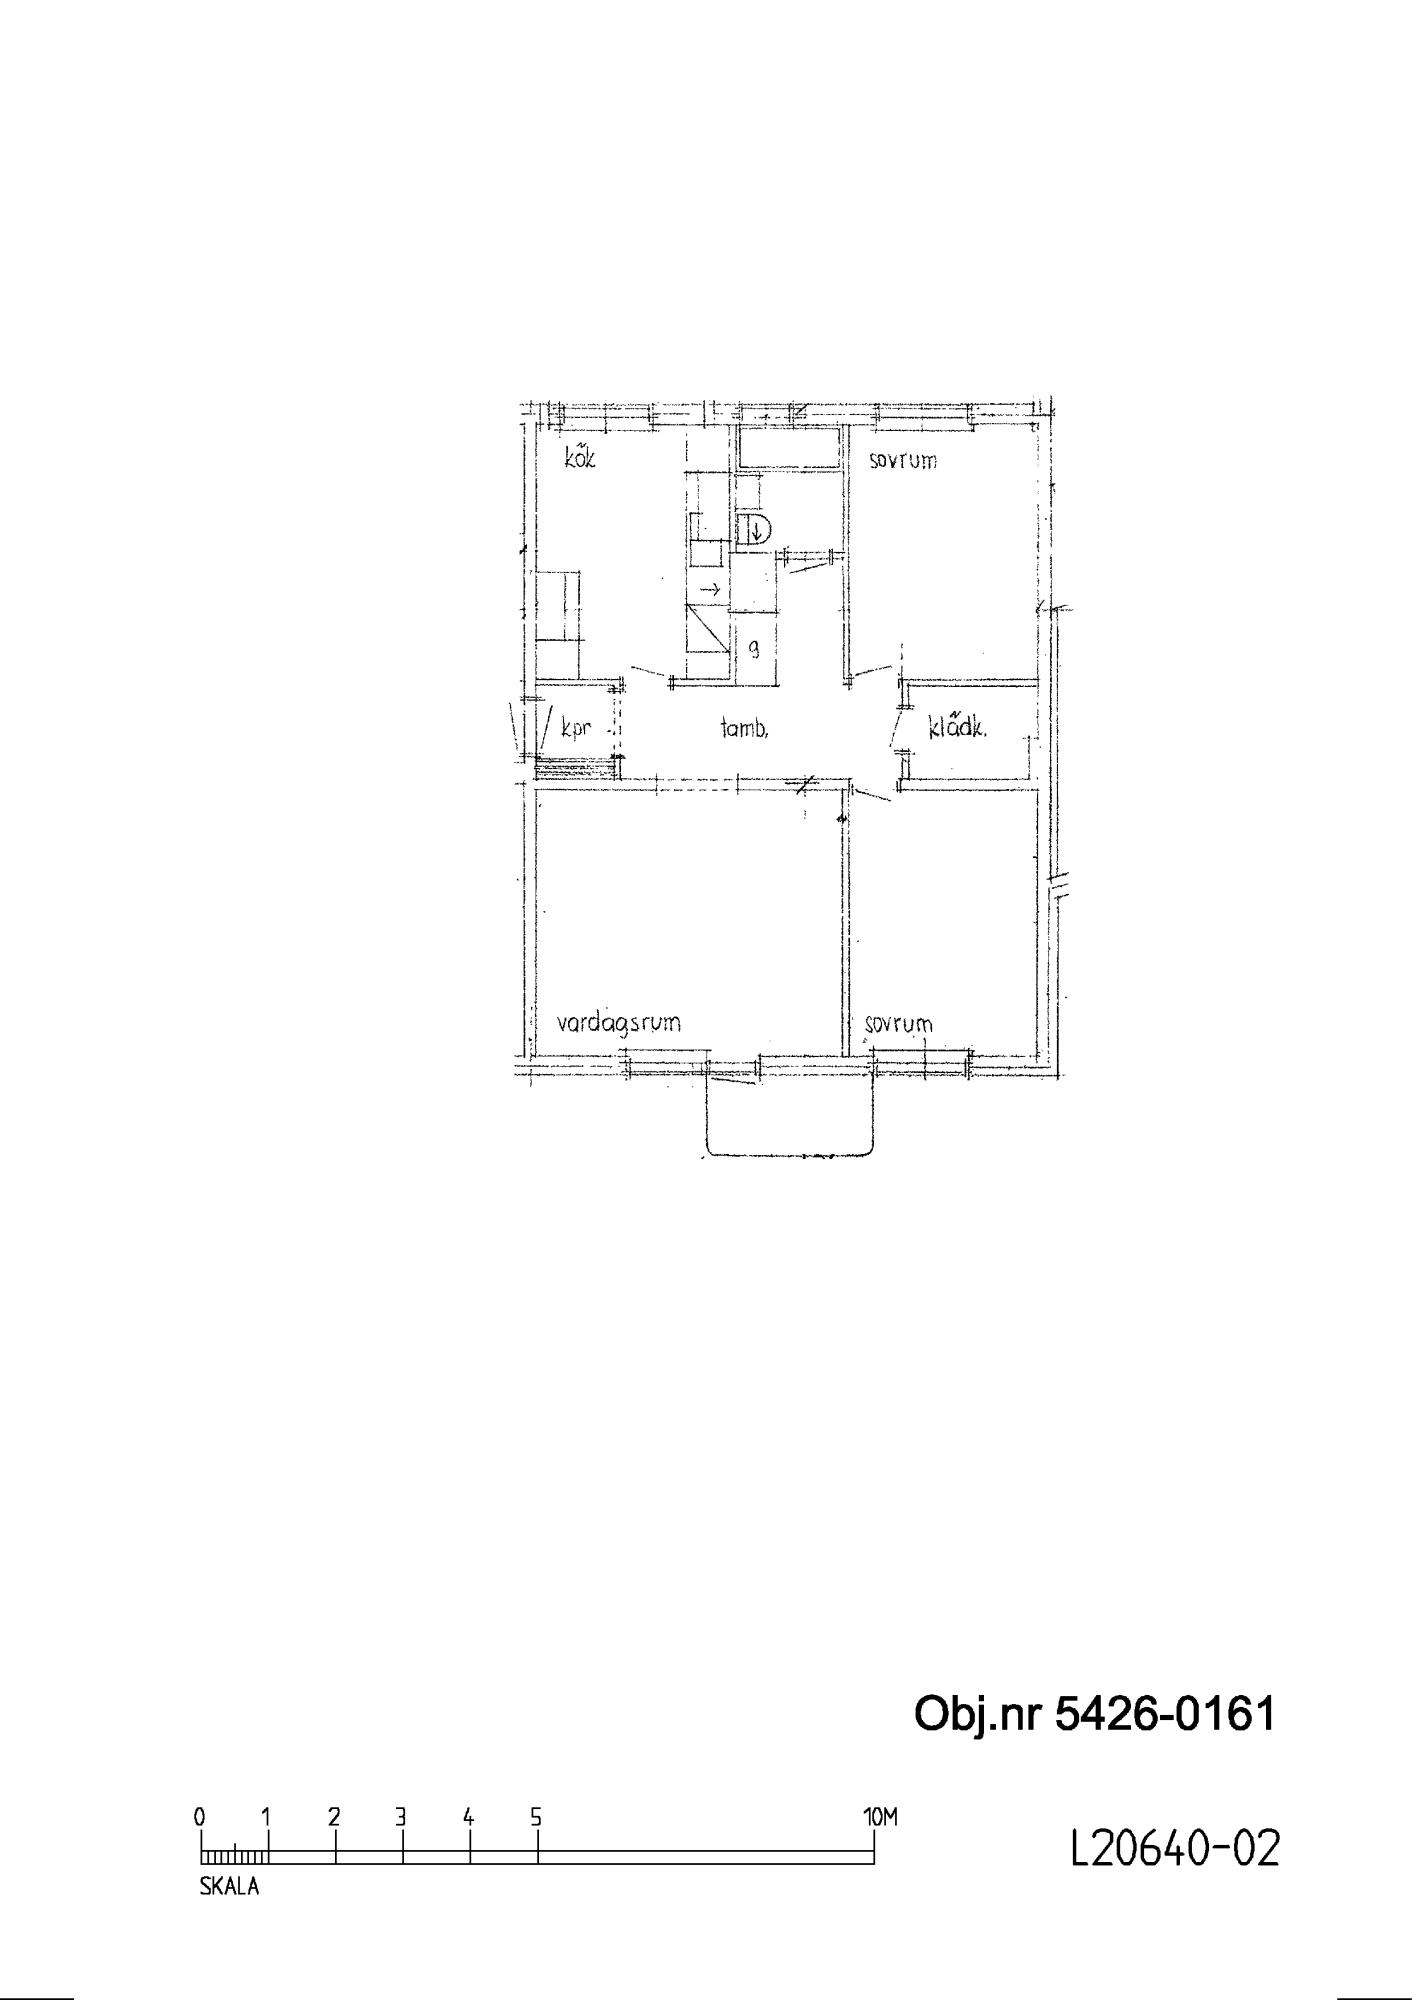 kök
sovrum
g
kpr
tamb.
klädk.
vardagsrum
sovrum
Obj.nr 5426-0161
0 1 2 3 4 5 10M
SKALA
L20640-02